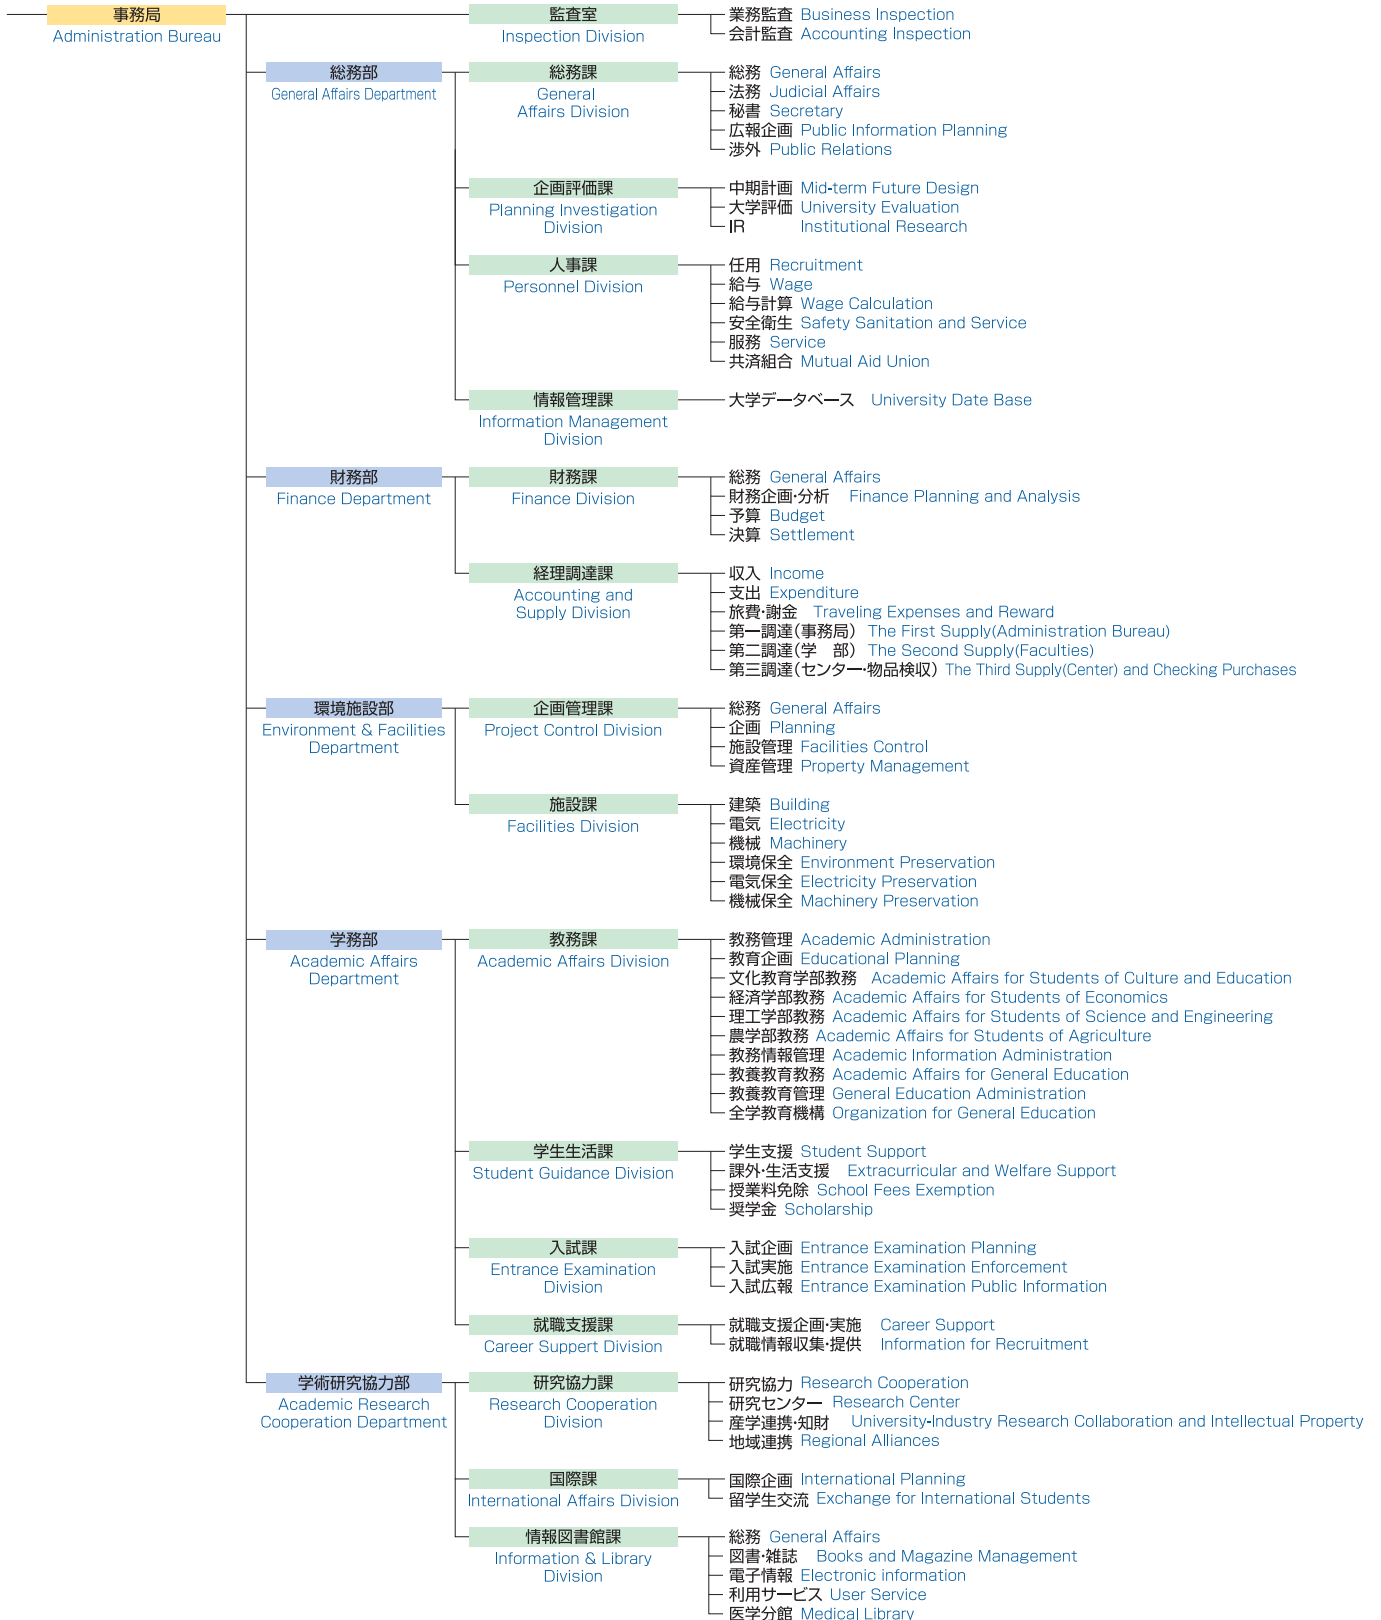 事務局
Administration Bureau
監査室
Inspection Division
業務監査 Business Inspection
会計監査 Accounting Inspection
総務部
General Affairs Department
総務課
General
Affairs Division
総務 General Affairs
法務 Judicial Affairs
秘書 Secretary
広報企画 Public Information Planning
渉外 Public Relations
企画評価課
Planning Investigation
Division
中期計画 Mid-term Future Design
大学評価 University Evaluation
IR Institutional Research
人事課
Personnel Division
任用 Recruitment
給与 Wage
給与計算 Wage Calculation
安全衛生 Safety Sanitation and Service
服務 Service
共済組合 Mutual Aid Union
情報管理課
Information Management
Division
大学データベース University Date Base
財務部
Finance Department
財務課
Finance Division
総務 General Affairs
財務企画・分析 Finance Planning and Analysis
予算 Budget
決算 Settlement
経理調達課
Accounting and
Supply Division
収入 Income
支出 Expenditure
旅費・謝金 Traveling Expenses and Reward
第一調達（事務局） The First Supply(Administration Bureau)
第二調達（学　部） The Second Supply(Faculties)
第三調達（センター・物品検収） The Third Supply(Center) and Checking Purchases
環境施設部
Environment & Facilities
Department
企画管理課
Project Control Division
総務 General Affairs
企画 Planning
施設管理 Facilities Control
資産管理 Property Management
施設課
Facilities Division
建築 Building
電気 Electricity
機械 Machinery
環境保全 Environment Preservation
電気保全 Electricity Preservation
機械保全 Machinery Preservation
学務部
Academic Affairs
Department
教務課
Academic Affairs Division
教務管理 Academic Administration
教育企画 Educational Planning
文化教育学部教務 Academic Affairs for Students of Culture and Education
経済学部教務 Academic Affairs for Students of Economics
理工学部教務 Academic Affairs for Students of Science and Engineering
農学部教務 Academic Affairs for Students of Agriculture
教務情報管理 Academic Information Administration
教養教育教務 Academic Affairs for General Education
教養教育管理 General Education Administration
全学教育機構 Organization for General Education
学生生活課
Student Guidance Division
学生支援 Student Support
課外・生活支援 Extracurricular and Welfare Support
授業料免除 School Fees Exemption
奨学金 Scholarship
入試課
Entrance Examination
Division
入試企画 Entrance Examination Planning
入試実施 Entrance Examination Enforcement
入試広報 Entrance Examination Public Information
就職支援課
Career Suppert Division
就職支援企画・実施 Career Support
就職情報収集・提供 Information for Recruitment
学術研究協力部
Academic Research
Cooperation Department
研究協力課
Research Cooperation
Division
研究協力 Research Cooperation
研究センター Research Center
産学連携・知財 University-Industry Research Collaboration and Intellectual Property
地域連携 Regional Alliances
国際課
International Affairs Division
国際企画 International Planning
留学生交流 Exchange for International Students
情報図書館課
Information & Library
Division
総務 General Affairs
図書・雑誌 Books and Magazine Management
電子情報 Electronic information
利用サービス User Service
医学分館 Medical Library